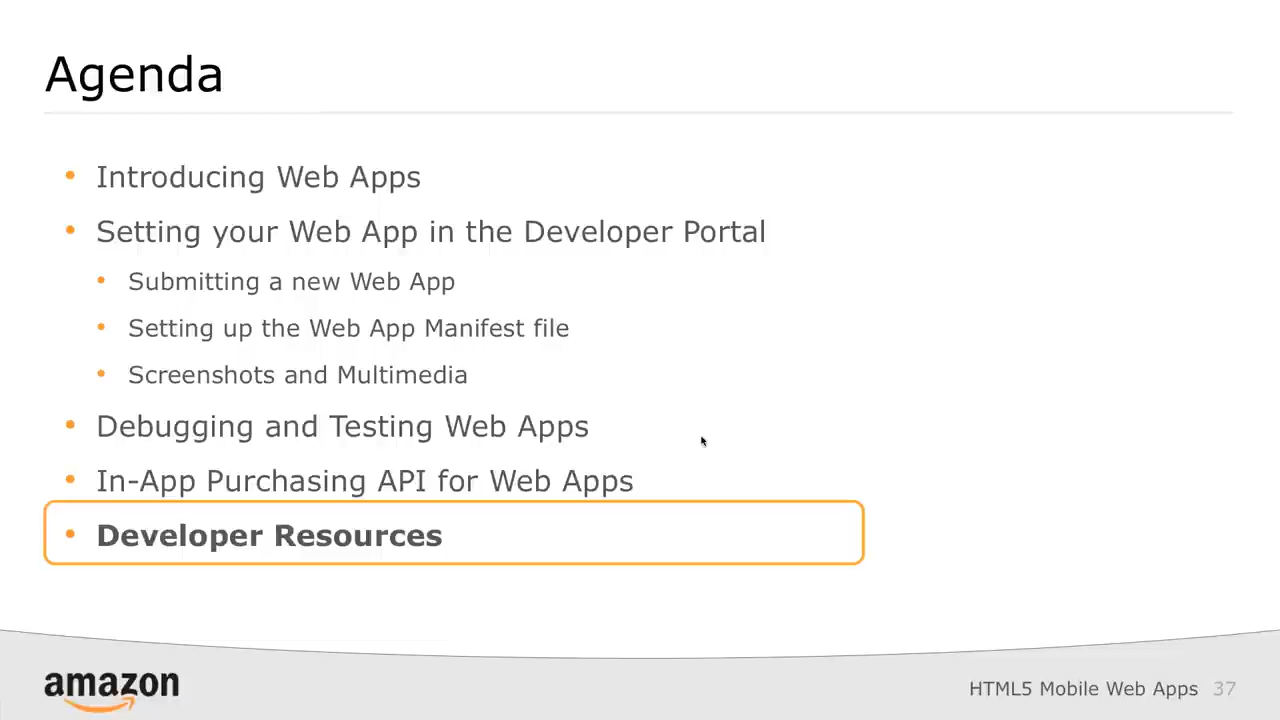 Agenda
• Introducing Web Apps
• Setting your Web App in the Developer Portal
• Submitting a new Web App
• Setting up the Web App Manifest file
• Screenshots and Multimedia
• Debugging and Testing Web Apps
• In-App Purchasing API for Web Apps
• Developer Resources
amazon
HTML5 Mobile Web Apps 37